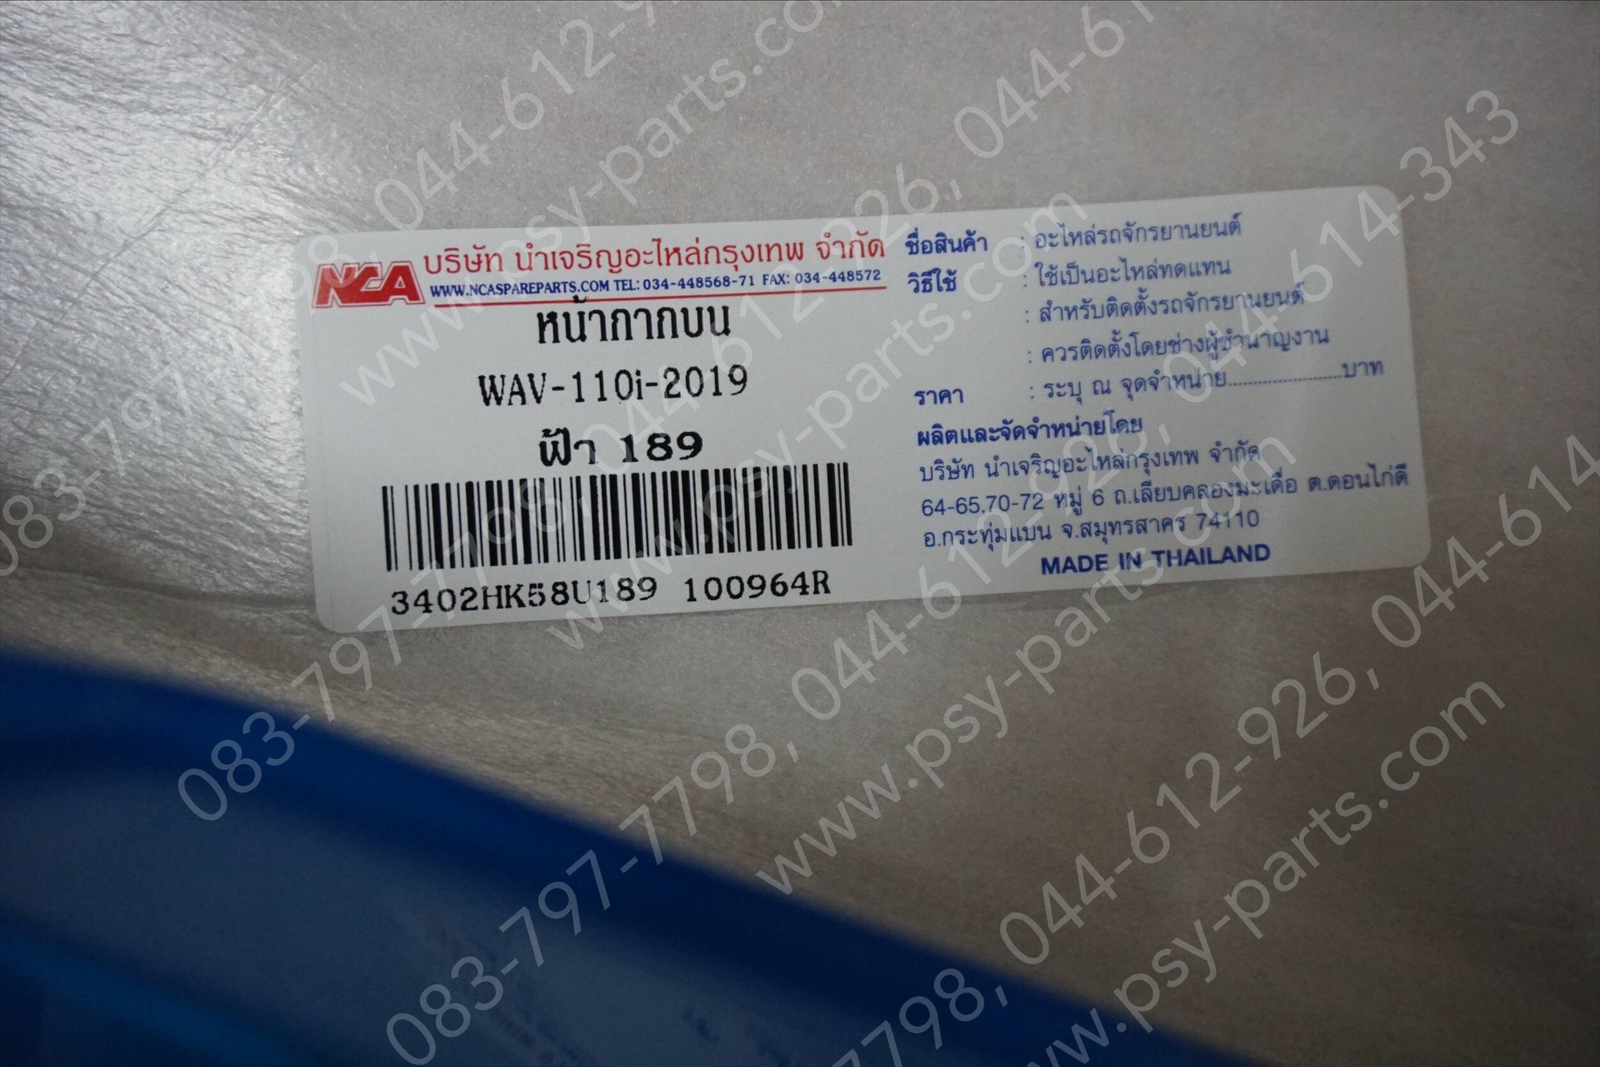 NCA
บริษัท นำเจริญอะไหล่กรุงเทพ จำกัด
WWW.NCASPAREPARTS.COM TEL: 034-448568-71 FAX: 034-448572
หน้ากากบน
WAV-110i-2019
ฟ้า 189
3402HK58U189 100964R
ชื่อสินค้า : อะไหล่รถจักรยานยนต์
วิธีใช้ : ใช้เป็นอะไหล่ทดแทน
: สำหรับติดตั้งรถจักรยานยนต์
: ควรติดตั้งโดยช่างผู้ชำนาญงาน
ราคา : ระบุ ณ จุดจำหน่าย......................บาท
ผลิตและจัดจำหน่ายโดย
บริษัท นำเจริญอะไหล่กรุงเทพ จำกัด
64-65,70-72 หมู่ 6 ถ.เลียบคลองมะเดื่อ ต.ดอนไก่ดี
อ.กระทุ่มแบน จ.สมุทรสาคร 74110
MADE IN THAILAND
083-797-7798, 044-612-926, 044-614-343
www.psy-parts.com